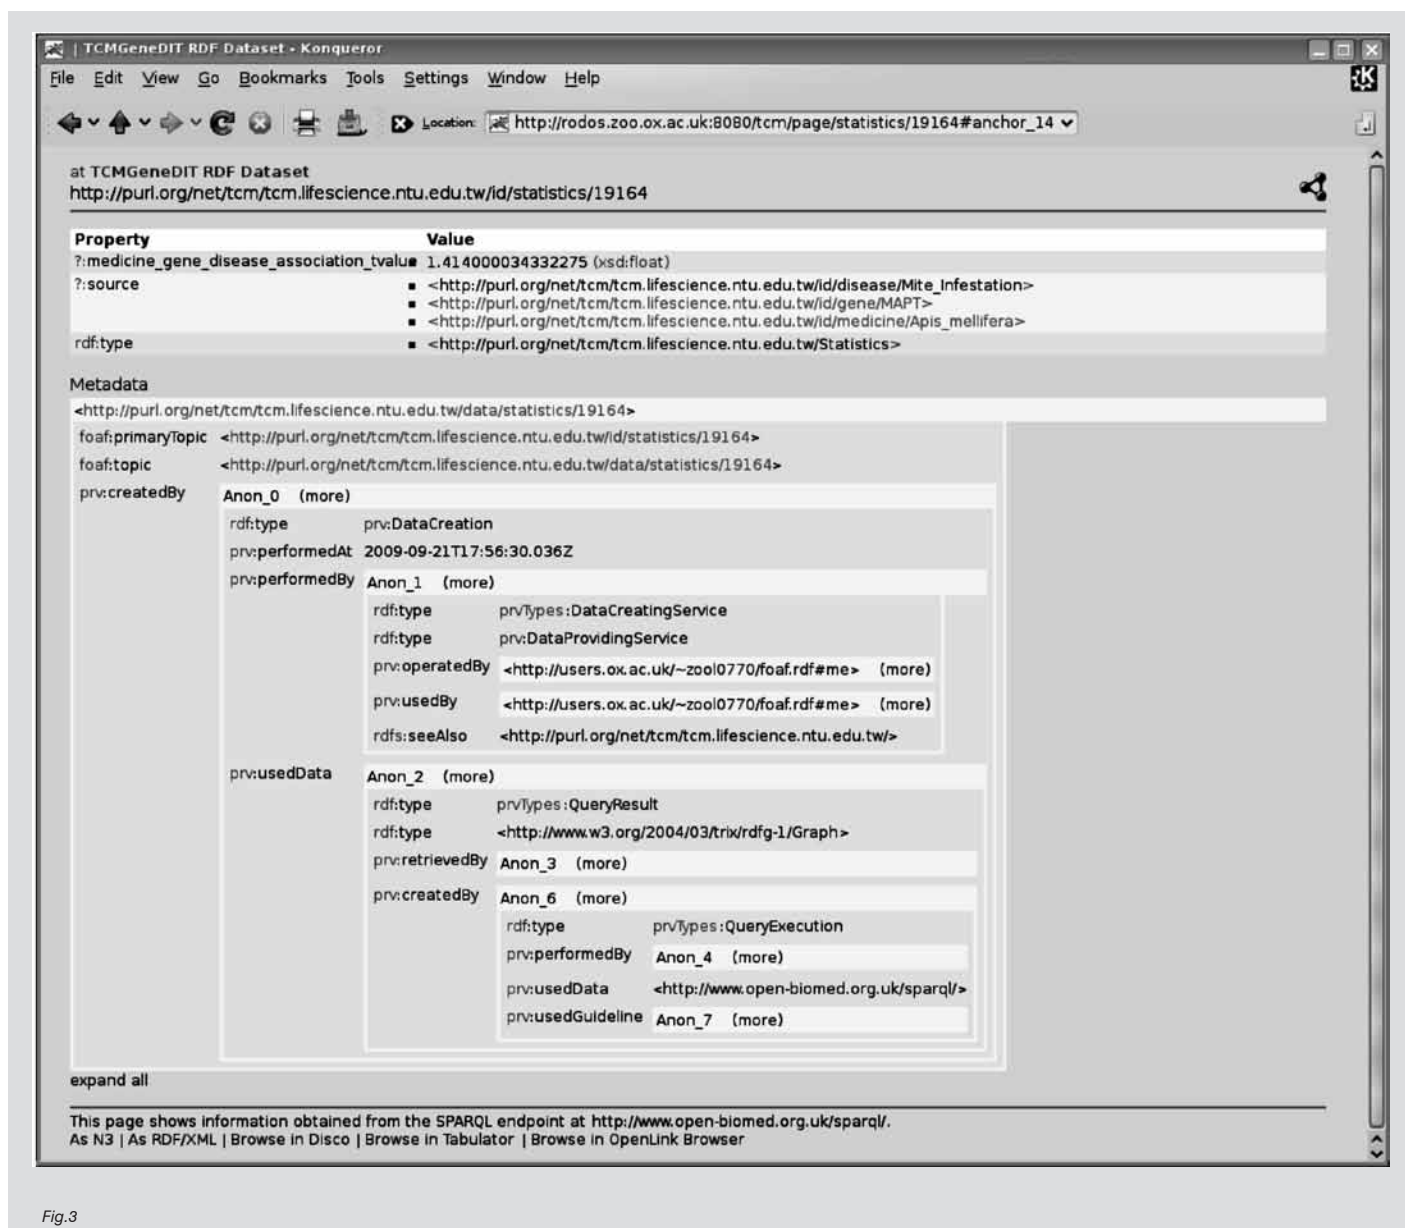 | TCMGeneDIT RDF Dataset - Konqueror
File Edit View Go Bookmarks Tools Settings Window Help
Location: http://rodos.zoo.ox.ac.uk:8080/tcm/page/statistics/19164#anchor_14
at TCMGeneDIT RDF Dataset
http://purl.org/net/tcm/tcm.lifescience.ntu.edu.tw/id/statistics/19164
Property Value
?:medicine_gene_disease_association_tvalue ▪ 1.414000034332275 (xsd:float)
?:source ▪ <http://purl.org/net/tcm/tcm.lifescience.ntu.edu.tw/id/disease/Mite_Infestation>
▪ <http://purl.org/net/tcm/tcm.lifescience.ntu.edu.tw/id/gene/MAPT>
▪ <http://purl.org/net/tcm/tcm.lifescience.ntu.edu.tw/id/medicine/Apis_mellifera>
rdf:type ▪ <http://purl.org/net/tcm/tcm.lifescience.ntu.edu.tw/Statistics>
Metadata
<http://purl.org/net/tcm/tcm.lifescience.ntu.edu.tw/data/statistics/19164>
foaf:primaryTopic <http://purl.org/net/tcm/tcm.lifescience.ntu.edu.tw/id/statistics/19164>
foaf:topic <http://purl.org/net/tcm/tcm.lifescience.ntu.edu.tw/data/statistics/19164>
prv:createdBy Anon_0 (more)
rdf:type prv:DataCreation
prv:performedAt 2009-09-21T17:56:30.036Z
prv:performedBy Anon_1 (more)
rdf:type prvTypes:DataCreatingService
rdf:type prv:DataProvidingService
prv:operatedBy <http://users.ox.ac.uk/~zool0770/foaf.rdf#me> (more)
prv:usedBy <http://users.ox.ac.uk/~zool0770/foaf.rdf#me> (more)
rdfs:seeAlso <http://purl.org/net/tcm/tcm.lifescience.ntu.edu.tw/>
prv:usedData Anon_2 (more)
rdf:type prvTypes:QueryResult
rdf:type <http://www.w3.org/2004/03/trix/rdfg-1/Graph>
prv:retrievedBy Anon_3 (more)
prv:createdBy Anon_6 (more)
rdf:type prvTypes:QueryExecution
prv:performedBy Anon_4 (more)
prv:usedData <http://www.open-biomed.org.uk/sparql/>
prv:usedGuideline Anon_7 (more)
expand all
This page shows information obtained from the SPARQL endpoint at http://www.open-biomed.org.uk/sparql/.
As N3 | As RDF/XML | Browse in Disco | Browse in Tabulator | Browse in OpenLink Browser
Fig.3